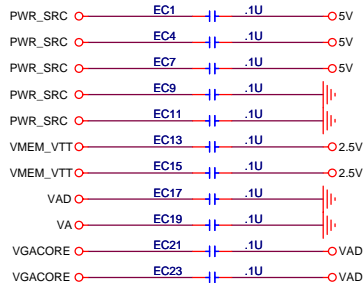 PWR_SRC EC1 .1U 5V
PWR_SRC EC4 .1U 5V
PWR_SRC EC7 .1U 5V
PWR_SRC EC9 .1U
PWR_SRC EC11 .1U
VMEM_VTT EC13 .1U 2.5V
VMEM_VTT EC15 .1U 2.5V
VAD EC17 .1U
VA EC19 .1U
VGACORE EC21 .1U VAD
VGACORE EC23 .1U VAD